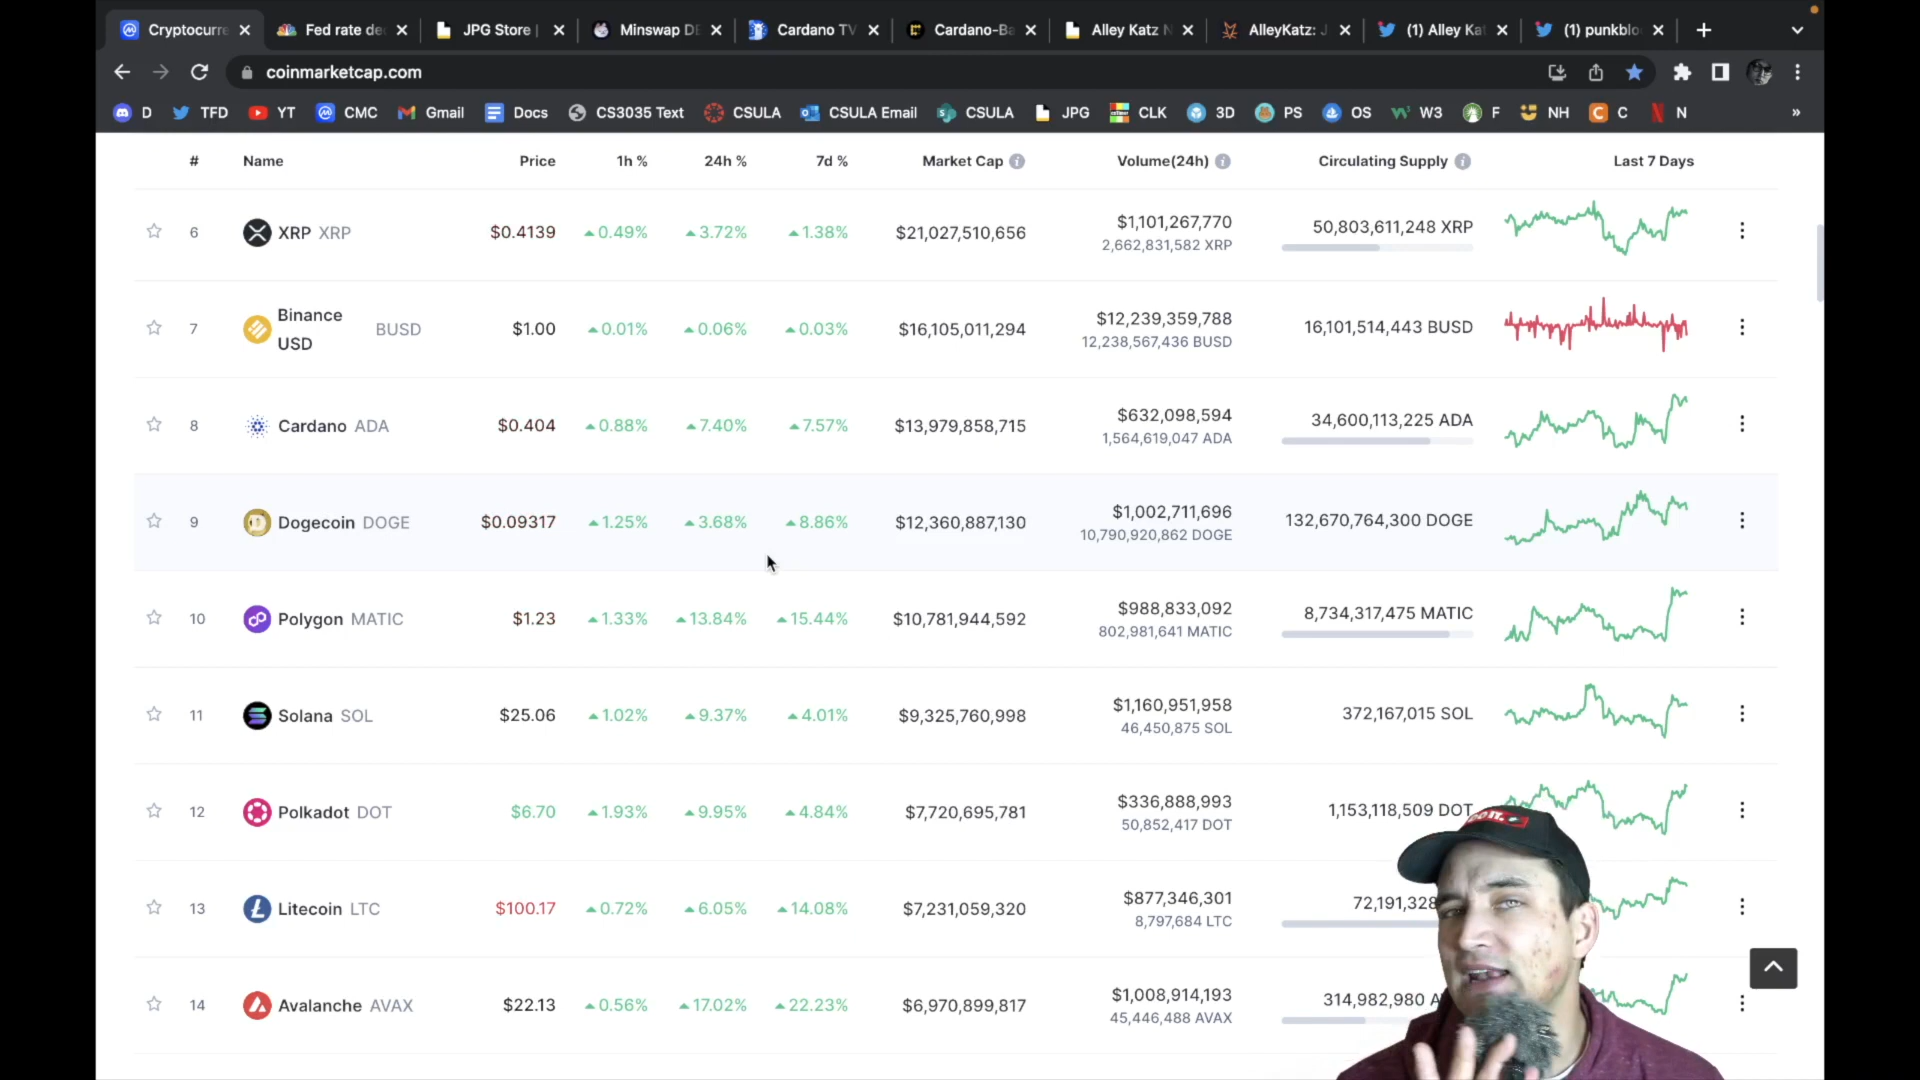 Cryptocurre
Fed rate de
JPG Store |
Minswap DE
Cardano TV
Cardano-Ba
Alley Katz N
AlleyKatz: J
(1) Alley Kat
(1) punkblo
coinmarketcap.com
D TFD YT CMC Gmail Docs CS3035 Text CSULA CSULA Email CSULA JPG CLK 3D PS OS W3 F NH C N »
# Name Price 1h % 24h % 7d % Market Cap Volume(24h) Circulating Supply Last 7 Days
6 XRP XRP $0.4139 0.49% 3.72% 1.38% $21,027,510,656 $1,101,267,770 50,803,611,248 XRP
2,662,831,582 XRP
7 Binance USD BUSD $1.00 0.01% 0.06% 0.03% $16,105,011,294 $12,239,359,788 16,101,514,443 BUSD
12,238,567,436 BUSD
8 Cardano ADA $0.404 0.88% 7.40% 7.57% $13,979,858,715 $632,098,594 34,600,113,225 ADA
1,564,619,047 ADA
9 Dogecoin DOGE $0.09317 1.25% 3.68% 8.86% $12,360,887,130 $1,002,711,696 132,670,764,300 DOGE
10,790,920,862 DOGE
10 Polygon MATIC $1.23 1.33% 13.84% 15.44% $10,781,944,592 $988,833,092 8,734,317,475 MATIC
802,981,641 MATIC
11 Solana SOL $25.06 1.02% 9.37% 4.01% $9,325,760,998 $1,160,951,958 372,167,015 SOL
46,450,875 SOL
12 Polkadot DOT $6.70 1.93% 9.95% 4.84% $7,720,695,781 $336,888,993 1,153,118,509 DOT
50,852,417 DOT
13 Litecoin LTC $100.17 0.72% 6.05% 14.08% $7,231,059,320 $877,346,301 72,191,328
8,797,684 LTC
14 Avalanche AVAX $22.13 0.56% 17.02% 22.23% $6,970,899,817 $1,008,914,193 314,982,980 A
45,446,488 AVAX